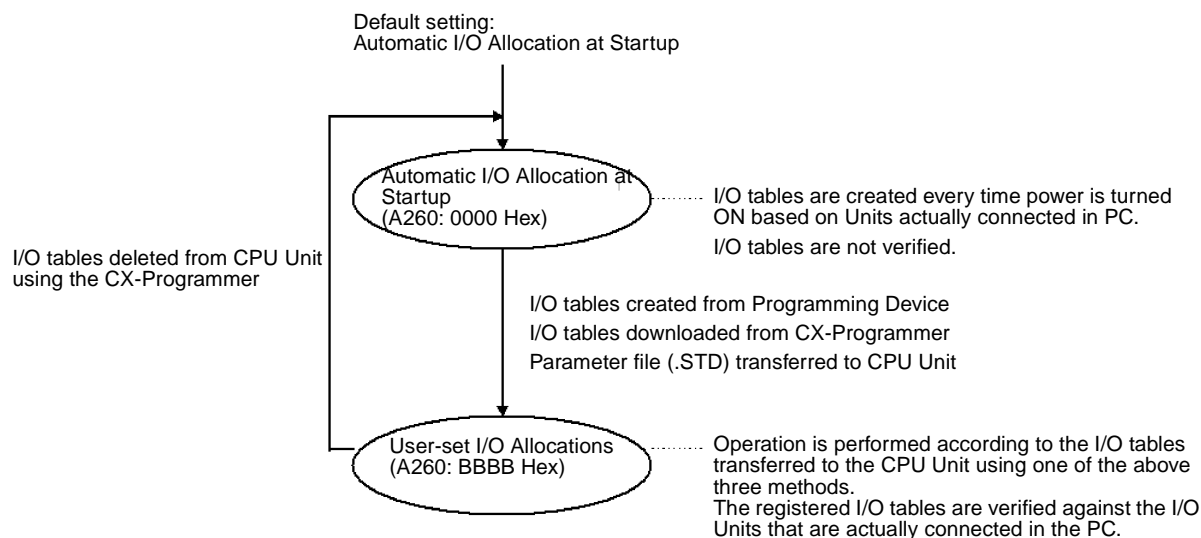 Default setting:
Automatic I/O Allocation at Startup
Automatic I/O Allocation at
Startup
(A260: 0000 Hex)
I/O tables are created every time power is turned
ON based on Units actually connected in PC.
I/O tables are not verified.
I/O tables deleted from CPU Unit
using the CX-Programmer
I/O tables created from Programming Device
I/O tables downloaded from CX-Programmer
Parameter file (.STD) transferred to CPU Unit
User-set I/O Allocations
(A260: BBBB Hex)
Operation is performed according to the I/O tables
transferred to the CPU Unit using one of the above
three methods.
The registered I/O tables are verified against the I/O
Units that are actually connected in the PC.